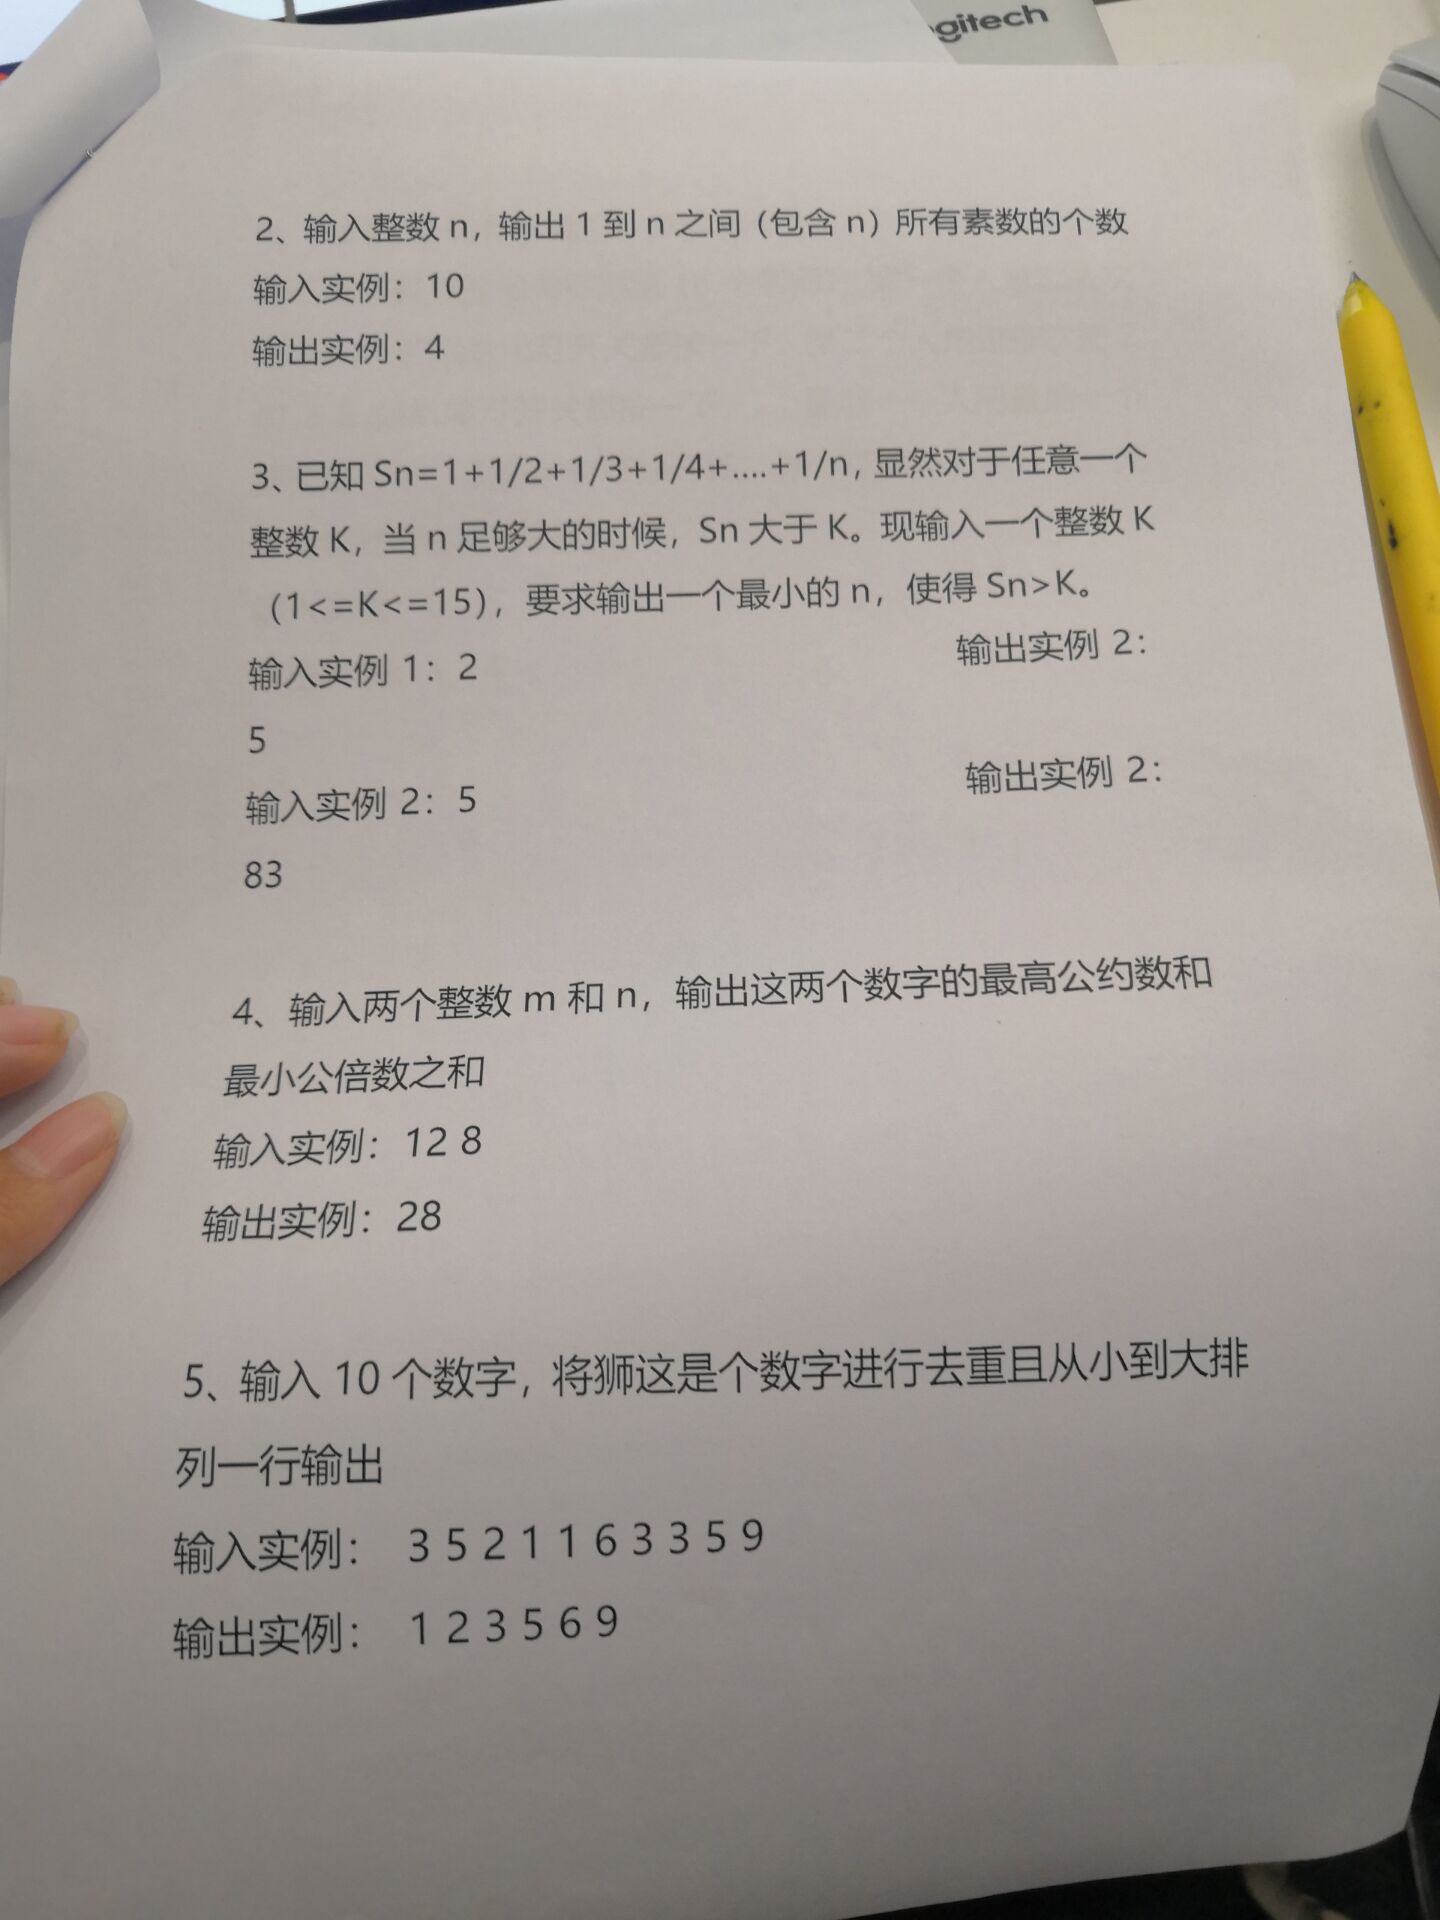 ogitech
2、输入整数 n，输出 1 到 n 之间（包含 n）所有素数的个数
输入实例：10
输出实例：4
3、已知 Sn=1+1/2+1/3+1/4+....+1/n, 显然对于任意一个
整数 K，当 n 足够大的时候，Sn 大于 K。现输入一个整数 K
（1<=K<=15），要求输出一个最小的 n，使得 Sn>K。
输入实例 1：2 输出实例 2：
5
输入实例 2：5 输出实例 2：
83
4、输入两个整数 m 和 n，输出这两个数字的最高公约数和
最小公倍数之和
输入实例：12 8
输出实例：28
5、输入 10 个数字，将狮这是个数字进行去重且从小到大排
列一行输出
输入实例： 3 5 2 1 1 6 3 3 5 9
输出实例： 1 2 3 5 6 9